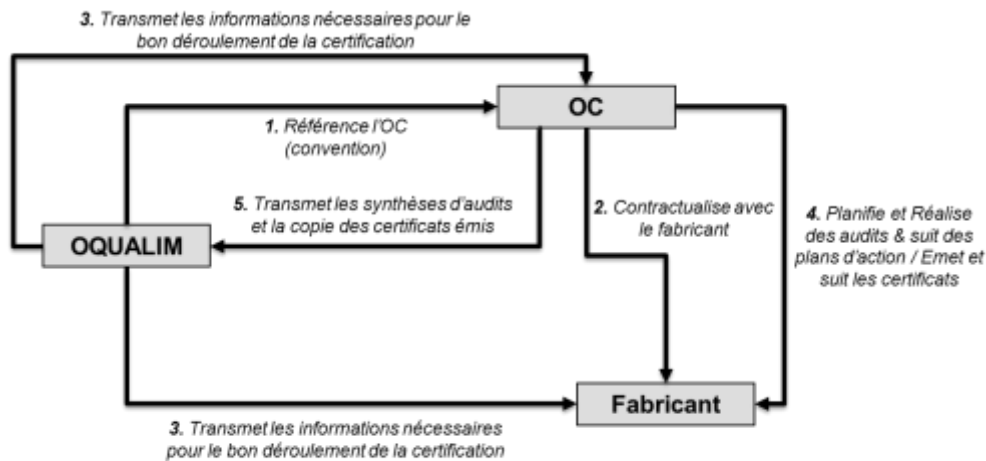 3. Transmet les informations nécessaires pour le
bon déroulement de la certification
OC
1. Référence l'OC
(convention)
5. Transmet les synthèses d'audits
et la copie des certificats émis
2. Contractualise avec
le fabricant
4. Planifie et Réalise
des audits & suit des
plans d'action / Emet et
suit les certificats
OQUALIM
Fabricant
3. Transmet les informations nécessaires
pour le bon déroulement de la certification